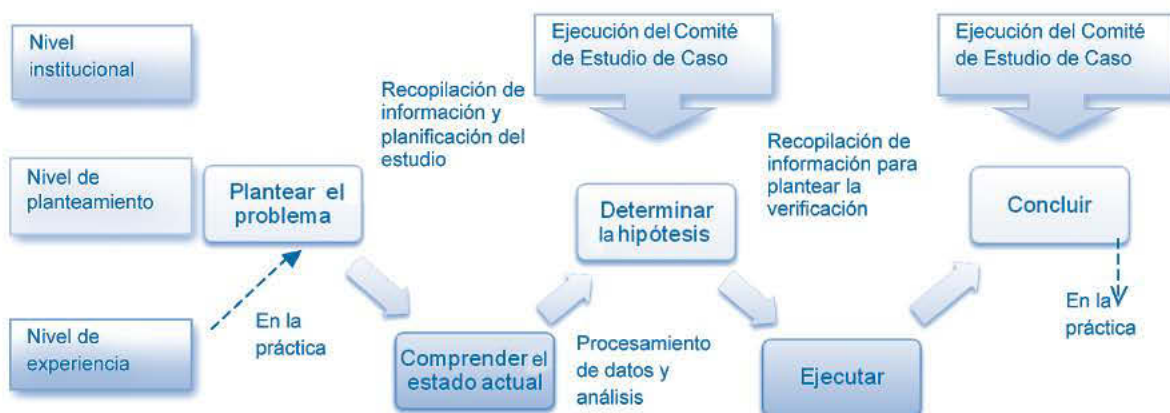 Nivel
institucional
Ejecución del Comité
de Estudio de Caso
Ejecución del Comité
de Estudio de Caso
Recopilación de
información y
planificación del
estudio
Recopilación de
información para
plantear la
verificación
Nivel de
planteamiento
Plantear el
problema
Determinar
la hipótesis
Concluir
Nivel de
experiencia
En la
práctica
Comprender el
estado actual
Procesamiento
de datos y
análisis
Ejecutar
En la
práctica